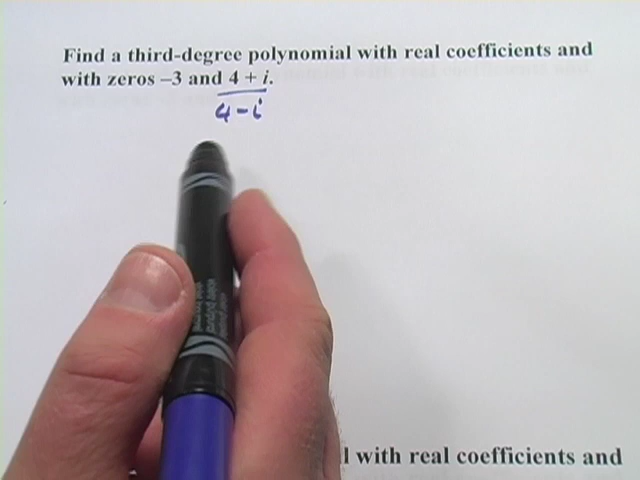 Find a third-degree polynomial with real coefficients and
with zeros –3 and 4 + i.
4 – i
l with real coefficients and